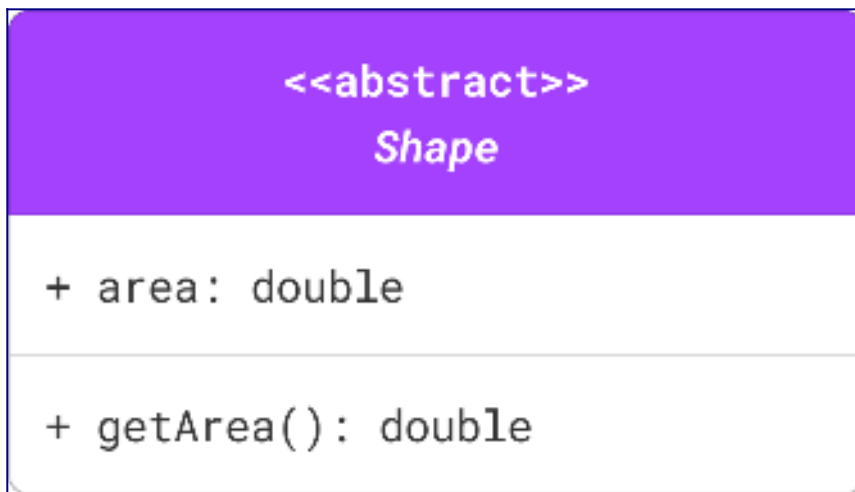 <<abstract>>
Shape
+ area: double
+ getArea(): double